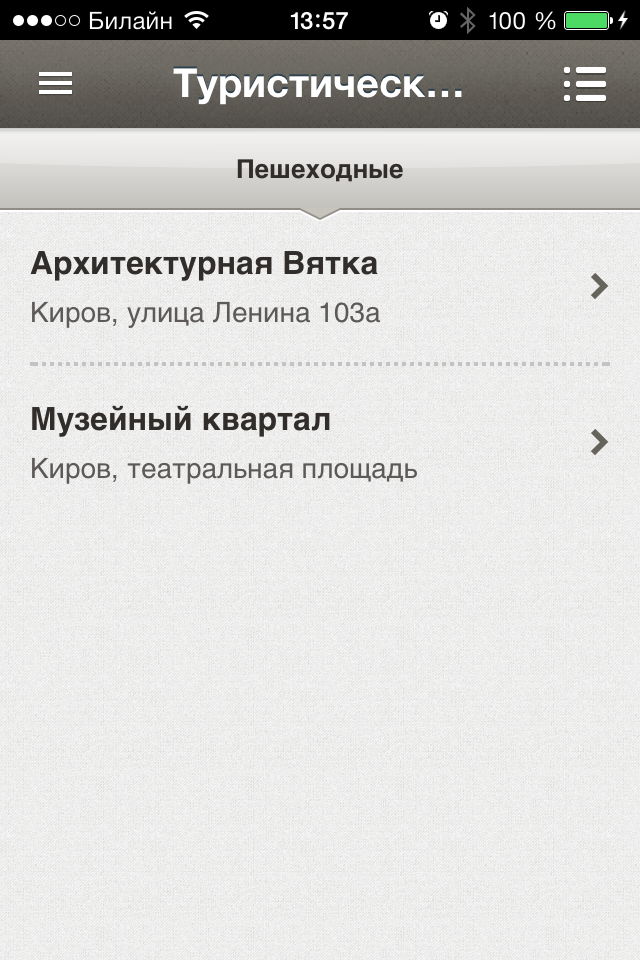 Билайн 13:57 100 %
Туристическ...
Пешеходные
Архитектурная Вятка
Киров, улица Ленина 103а
Музейный квартал
Киров, театральная площадь